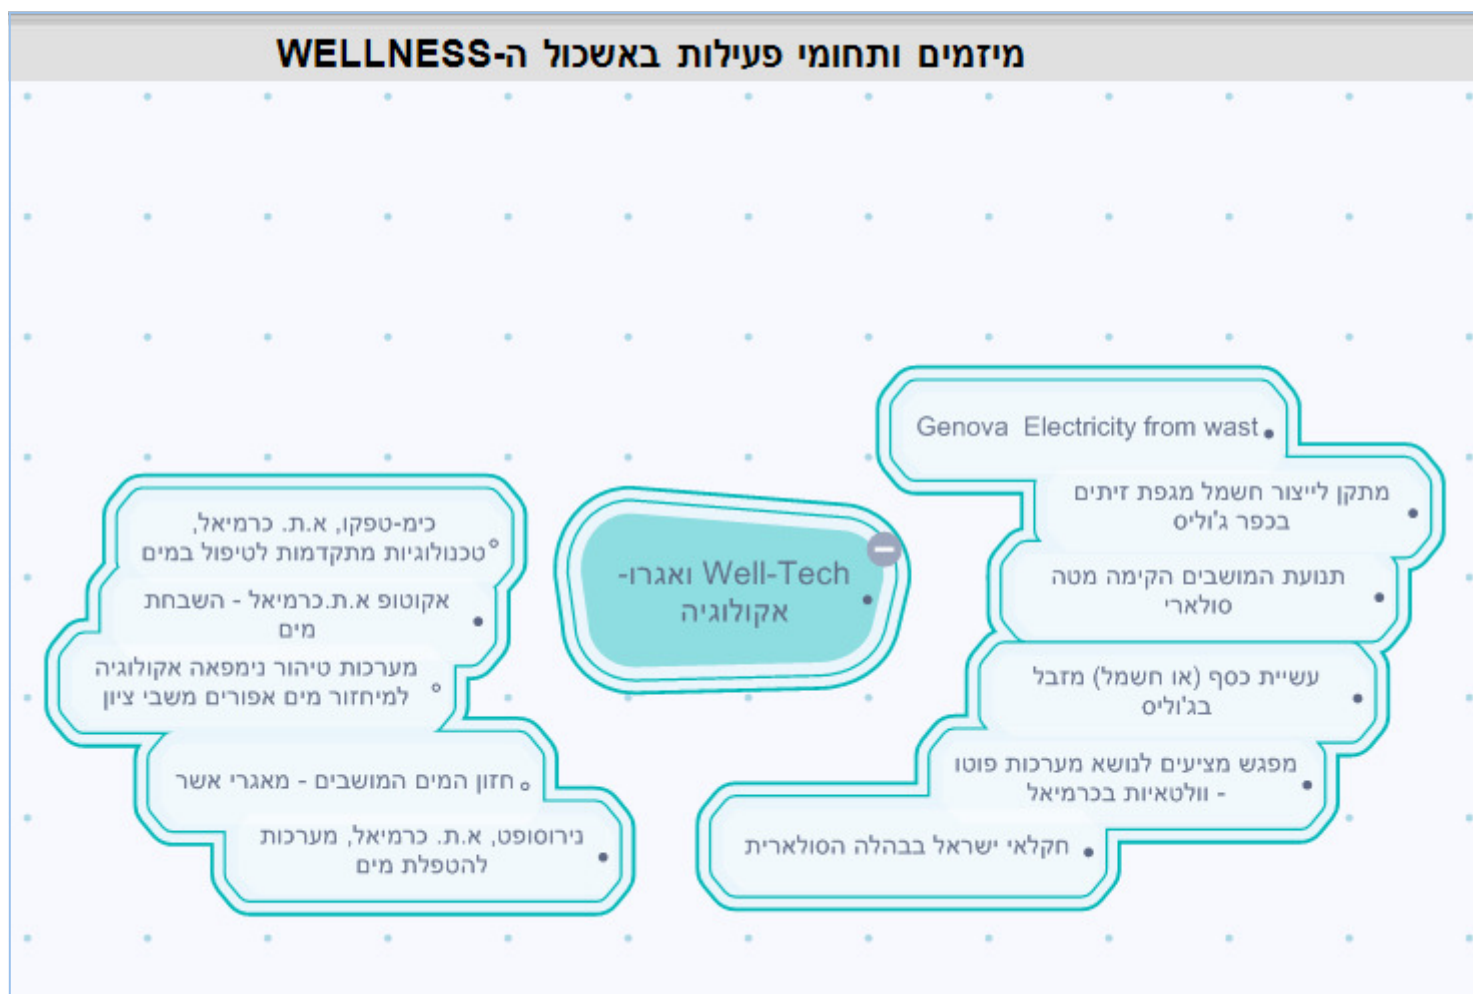 מיזמים ותחומי פעילות באשכול ה-WELLNESS
Genova Electricity from wast
מתקן לייצור חשמל מגפת זיתים
בכפר ג'וליס
תנועת המושבים הקימה מטה
סולארי
עשיית כסף (או חשמל) מזבל
בג'וליס
מפגש מציעים לנושא מערכות פוטו
- וולטאיות בכרמיאל
חקלאי ישראל בבהלה הסולארית
Well-Tech ואגרו-
אקולוגיה
כימ-טפקו, א.ת. כרמיאל,
טכנולוגיות מתקדמות לטיפול במים
אקוטופ א.ת.כרמיאל - השבחת
מים
מערכות טיהור נימפאה אקולוגיה
למיחזור מים אפורים משבי ציון
חזון המים המושבים - מאגרי אשר
נירוסופט, א.ת. כרמיאל, מערכות
להטפלת מים